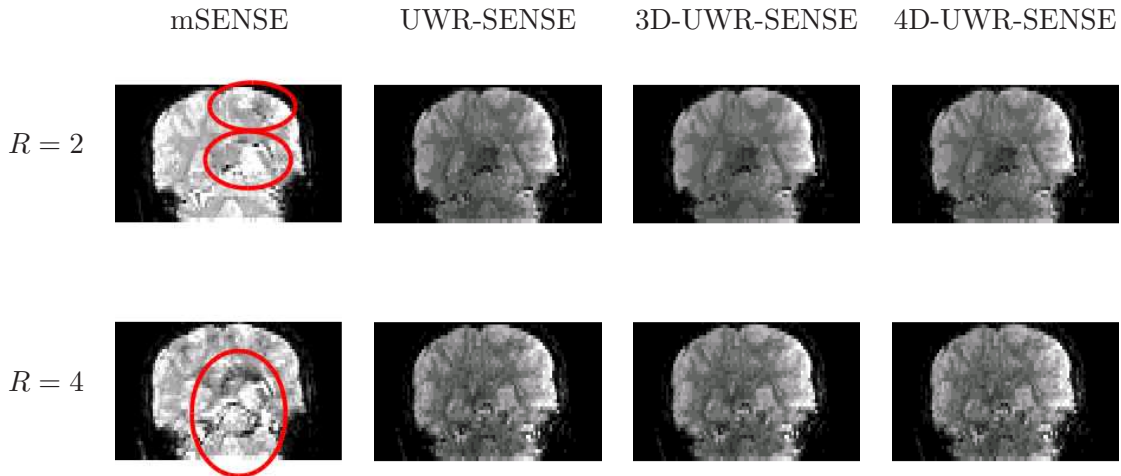 mSENSE UWR-SENSE 3D-UWR-SENSE 4D-UWR-SENSE
R = 2
R = 4